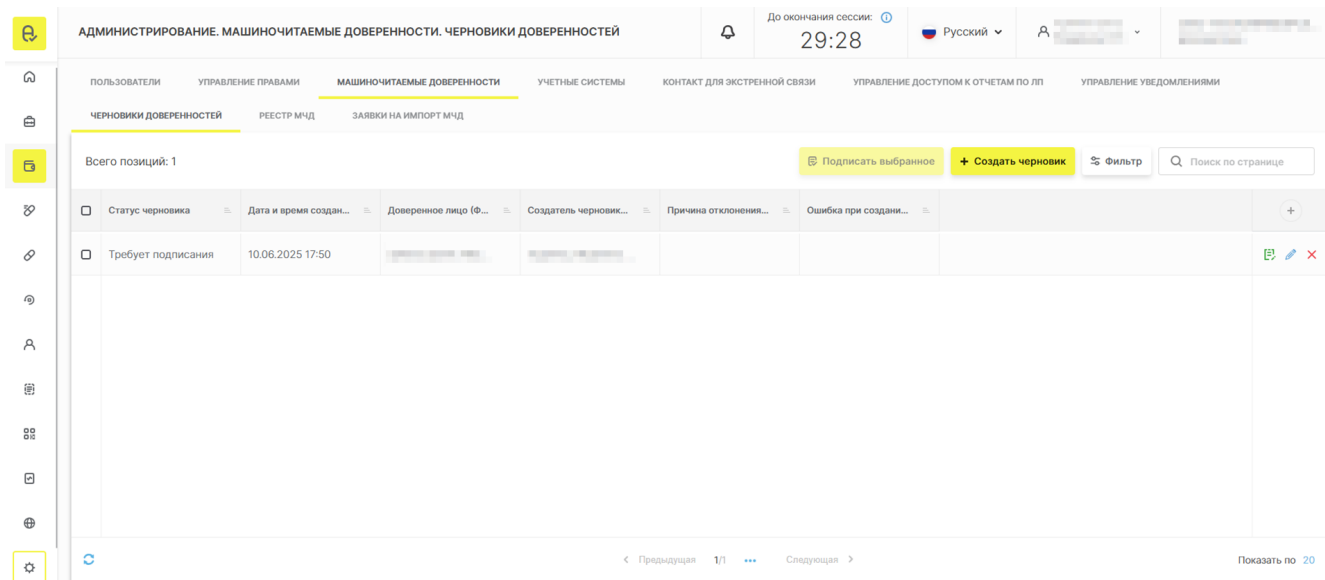 До окончания сессии:
АДМИНИСТРИРОВАНИЕ. МАШИНОЧИТАЕМЫЕ ДОВЕРЕННОСТИ. ЧЕРНОВИКИ ДОВЕРЕННОСТЕЙ
29:28
Русский
ПОЛЬЗОВАТЕЛИ УПРАВЛЕНИЕ ПРАВАМИ МАШИНОЧИТАЕМЫЕ ДОВЕРЕННОСТИ УЧЕТНЫЕ СИСТЕМЫ КОНТАКТ ДЛЯ ЭКСТРЕННОЙ СВЯЗИ УПРАВЛЕНИЕ ДОСТУПОМ К ОТЧЕТАМ ПО ЛП УПРАВЛЕНИЕ УВЕДОМЛЕНИЯМИ
ЧЕРНОВИКИ ДОВЕРЕННОСТЕЙ РЕЕСТР МЧД ЗАЯВКИ НА ИМПОРТ МЧД
Всего позиций: 1 Подписать выбранное + Создать черновик Фильтр Поиск по странице
Статус черновика Дата и время создан... Доверенное лицо (Ф... Создатель черновик... Причина отклонения... Ошибка при создани...
Требует подписания 10.06.2025 17:50
< Предыдущая 1/1 ••• Следующая > Показать по 20